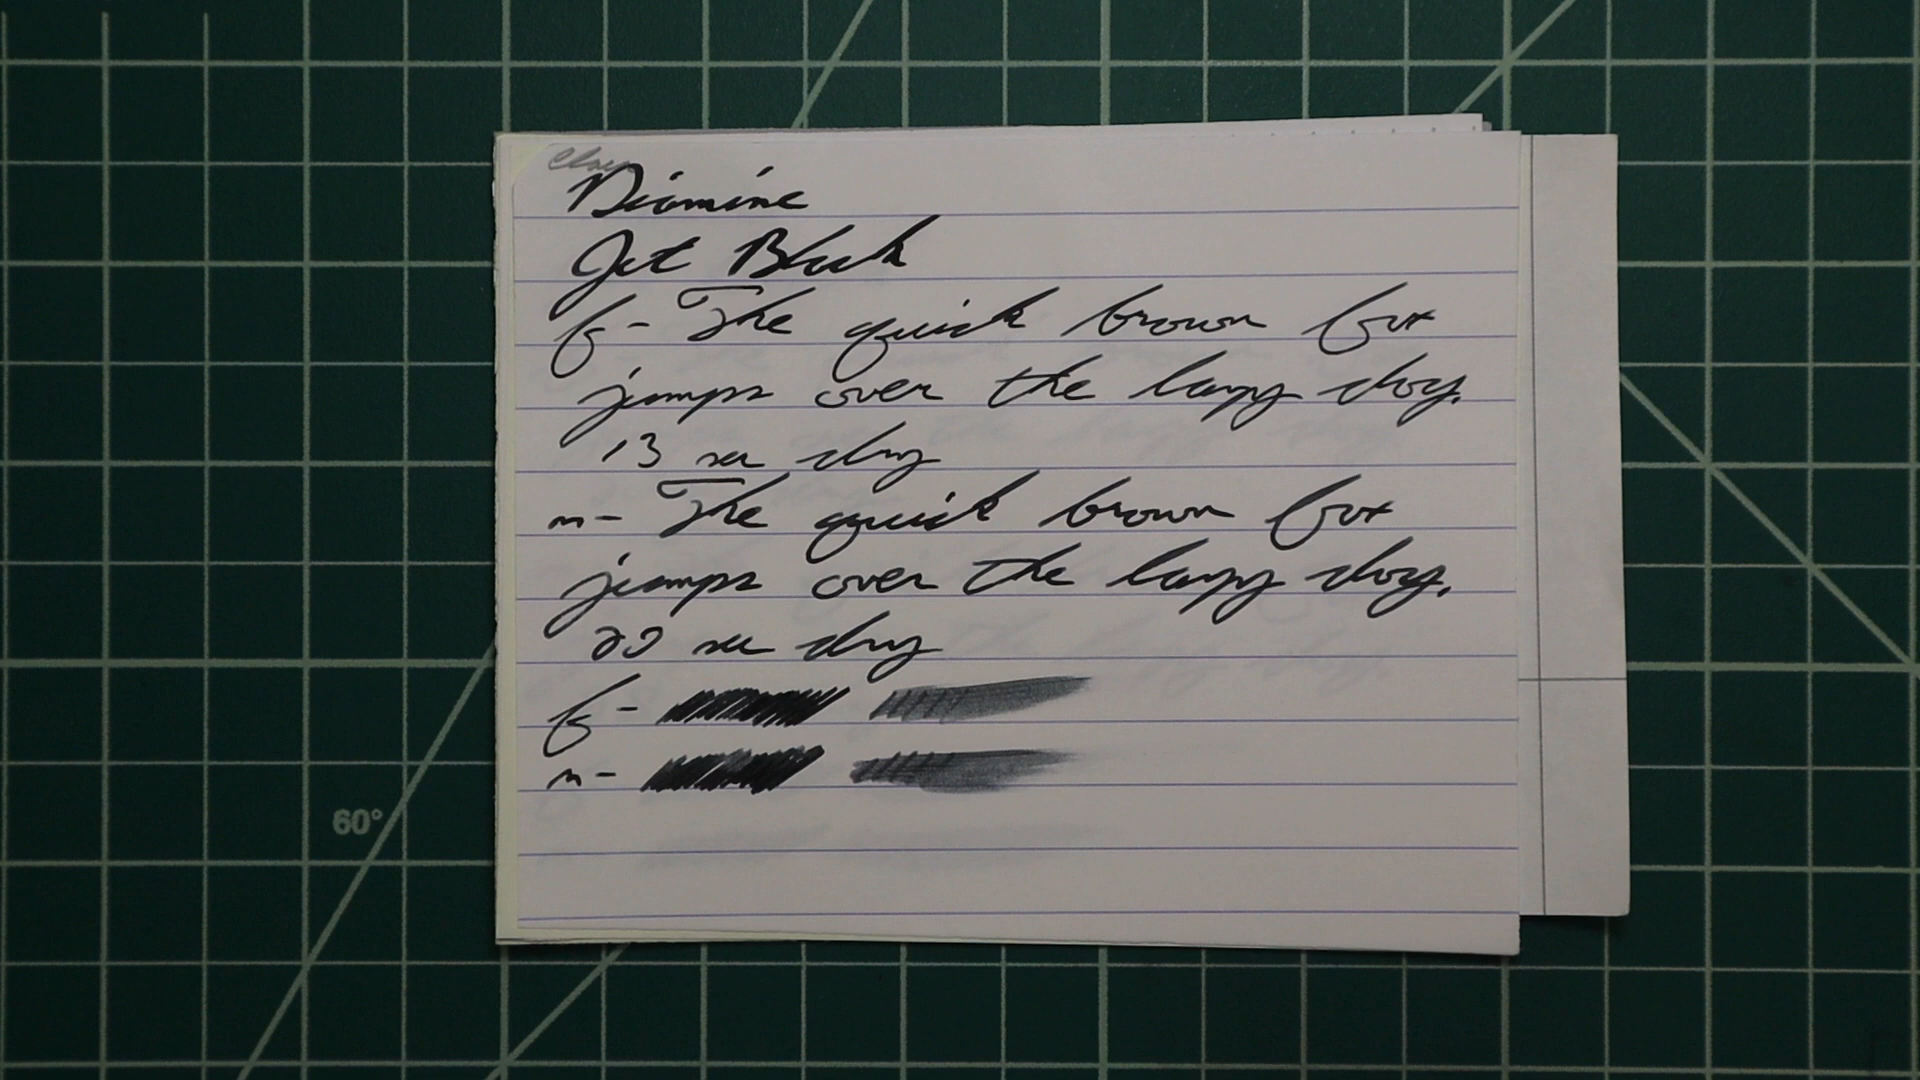 Diamine
Jet Black
f- The quick brown fox
jumps over the lazy dog.
13 sec dry
m- The quick brown fox
jumps over the lazy dog.
20 sec dry
f-
m-
60°